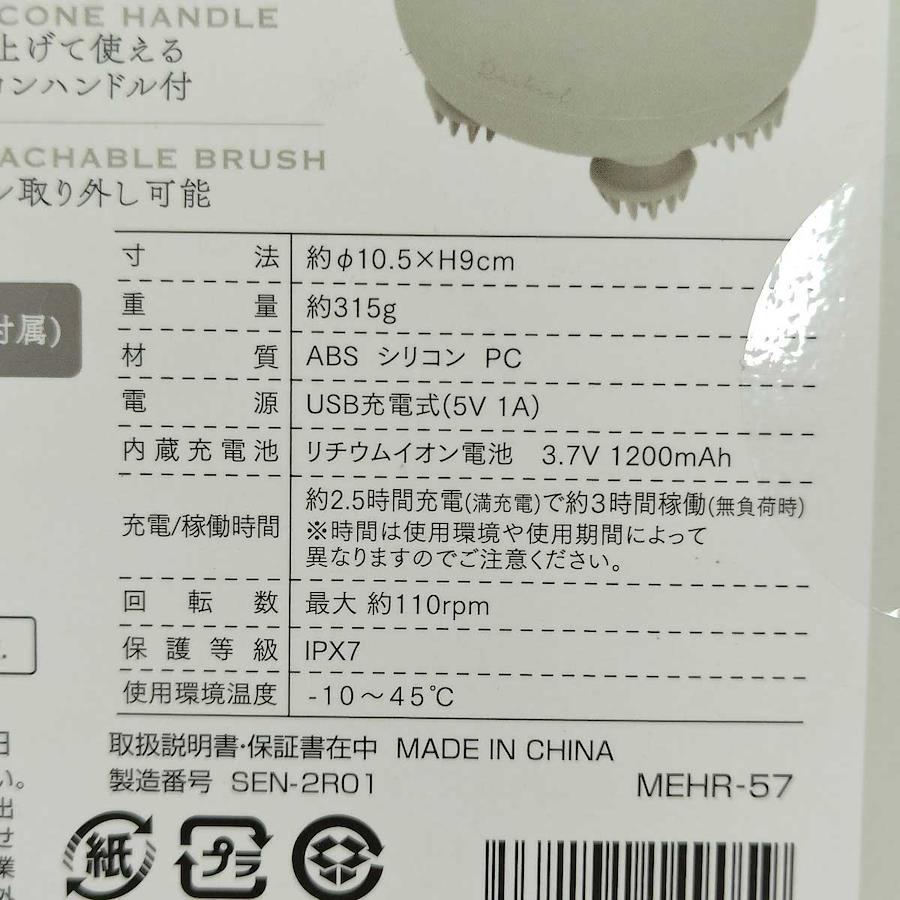 CONE HANDLE
上げて使える
コンハンドル付
ACHABLE BRUSH
ン取り外し可能
付属)
寸法 約φ10.5×H9cm
重量 約315g
材質 ABS シリコン PC
電源 USB充電式(5V 1A)
内蔵充電池 リチウムイオン電池 3.7V 1200mAh
充電/稼働時間 約2.5時間充電(満充電)で約3時間稼働(無負荷時)
※時間は使用環境や使用期間によって
異なりますのでご注意ください。
回転数 最大 約110rpm
保護等級 IPX7
使用環境温度 -10～45℃
取扱説明書・保証書在中 MADE IN CHINA
製造番号 SEN-2R01
MEHR-57
日
い。
出
せ
業
外
紙
プラ